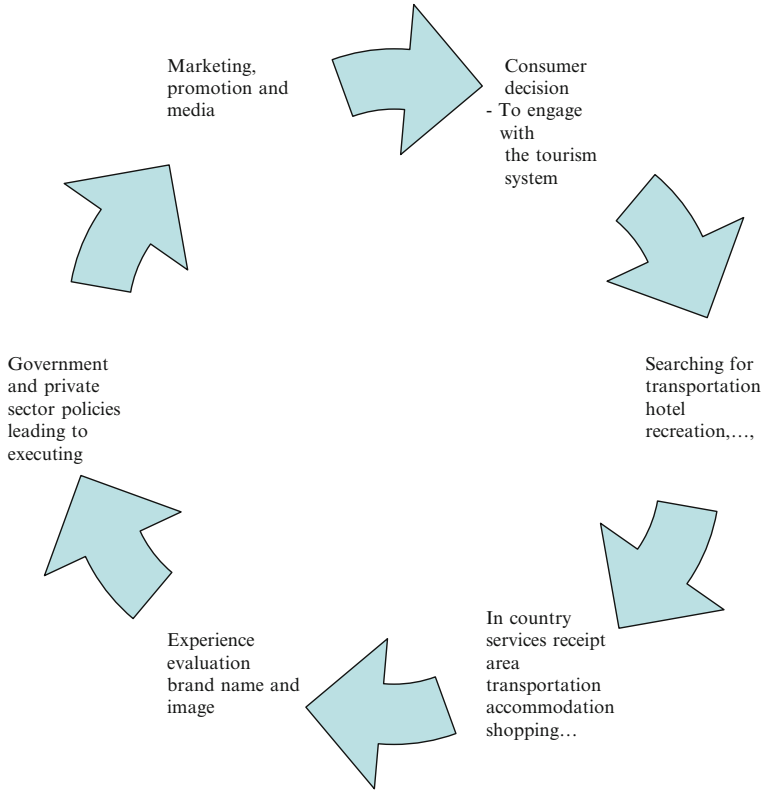 Marketing,
promotion and
media
Consumer
decision
- To engage
with
the tourism
system
Searching for
transportation
hotel
recreation,...,
In country
services receipt
area
transportation
accommodation
shopping...
Experience
evaluation
brand name and
image
Government
and private
sector policies
leading to
executing